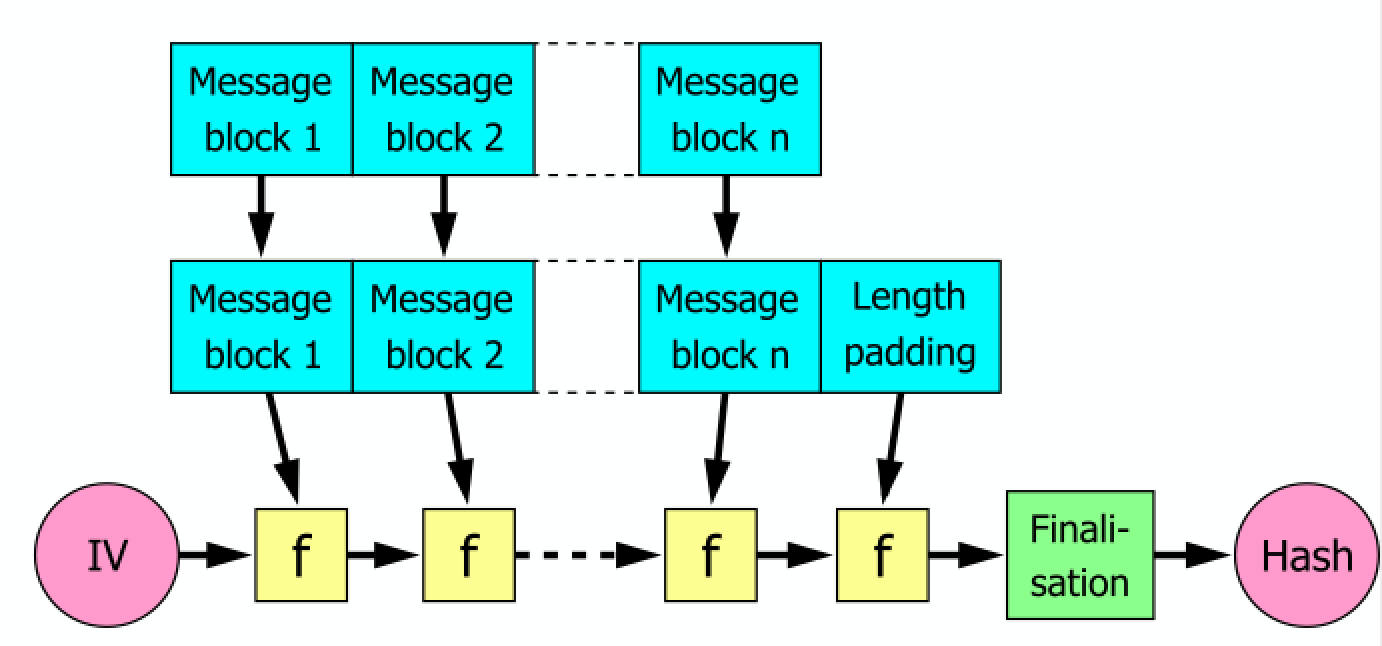 Message
block 1
Message
block 2
Message
block n
Message
block 1
Message
block 2
Message
block n
Length
padding
IV
f
f
f
f
Finali-
sation
Hash